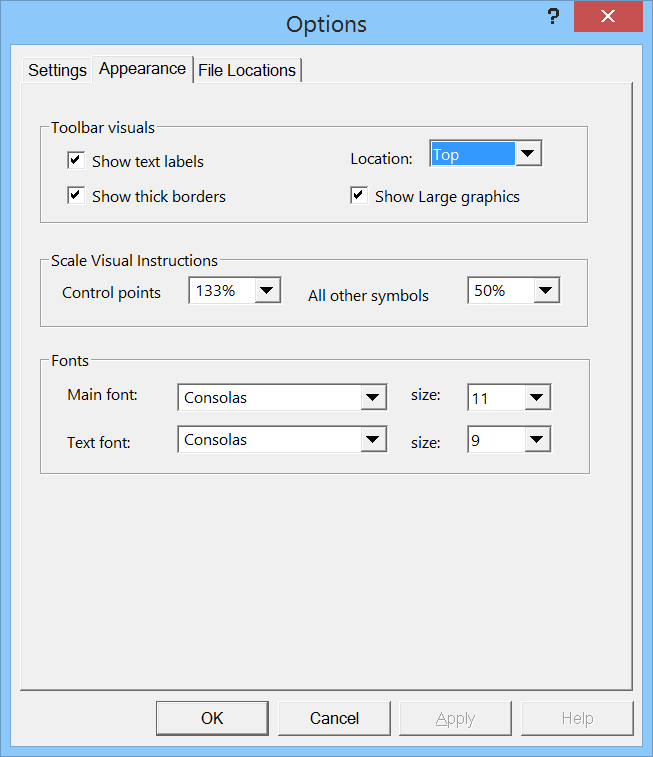 Options ?
Settings Appearance File Locations
Toolbar visuals
Show text labels Location: Top
Show thick borders Show Large graphics
Scale Visual Instructions
Control points 133% All other symbols 50%
Fonts
Main font: Consolas size: 11
Text font: Consolas size: 9
OK Cancel Apply Help